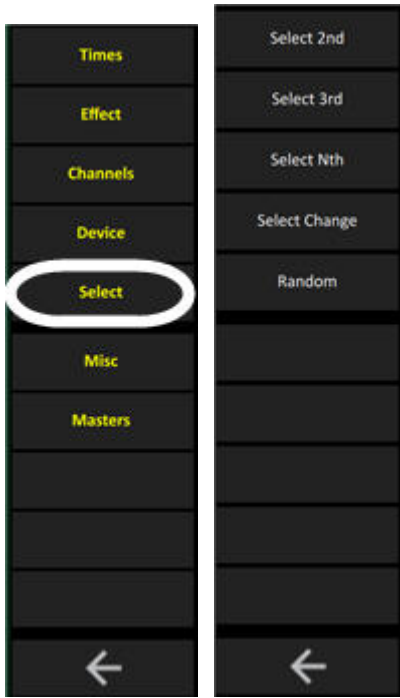 Times
Effect
Channels
Device
Select
Misc
Masters
Select 2nd
Select 3rd
Select Nth
Select Change
Random